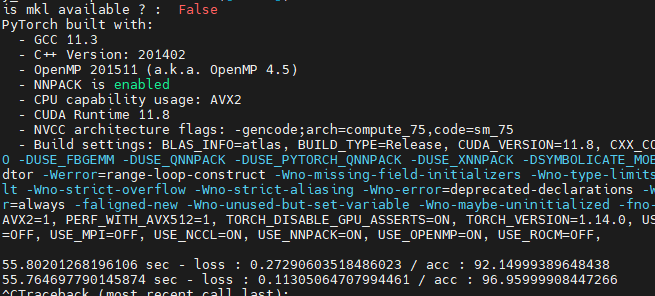 is mkl available ? :  False
PyTorch built with:
  - GCC 11.3
  - C++ Version: 201402
  - OpenMP 201511 (a.k.a. OpenMP 4.5)
  - NNPACK is enabled
  - CPU capability usage: AVX2
  - CUDA Runtime 11.8
  - NVCC architecture flags: -gencode;arch=compute_75,code=sm_75
  - Build settings: BLAS_INFO=atlas, BUILD_TYPE=Release, CUDA_VERSION=11.8, CXX_CO
O -DUSE_FBGEMM -DUSE_QNNPACK -DUSE_PYTORCH_QNNPACK -DUSE_XNNPACK -DSYMBOLICATE_MOB
dtor -Werror=range-loop-construct -Wno-missing-field-initializers -Wno-type-limits
lt -Wno-strict-overflow -Wno-strict-aliasing -Wno-error=deprecated-declarations -W
r=always -faligned-new -Wno-unused-but-set-variable -Wno-maybe-uninitialized -fno-
AVX2=1, PERF_WITH_AVX512=1, TORCH_DISABLE_GPU_ASSERTS=ON, TORCH_VERSION=1.14.0, US
=OFF, USE_MPI=OFF, USE_NCCL=ON, USE_NNPACK=ON, USE_OPENMP=ON, USE_ROCM=OFF,
55.80201268196106 sec - loss : 0.27290603518486023 / acc : 92.14999389648438
55.764697790145874 sec - loss : 0.11305064707994461 / acc : 96.95999908447266
^CTraceback (most recent call last):